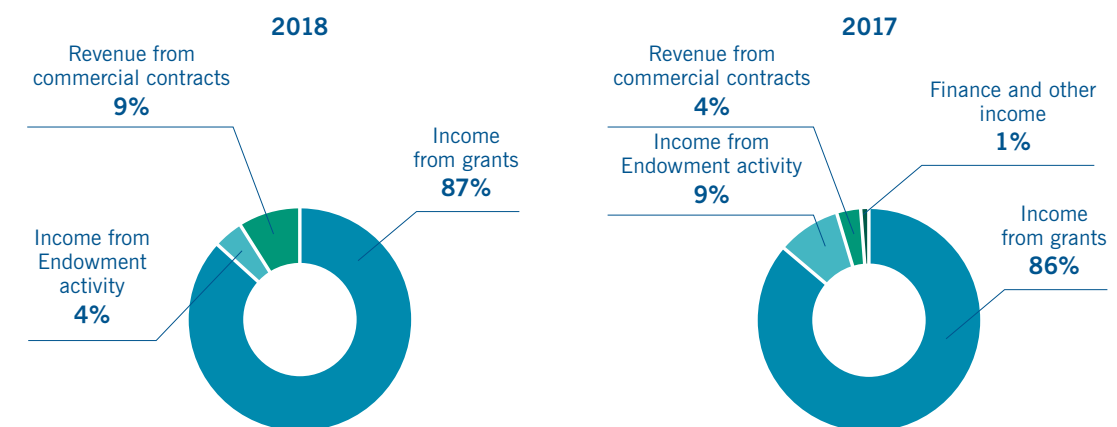 2018
Revenue from
commercial contracts
9%
Income
from grants
87%
Income from
Endowment
activity
4%
2017
Revenue from
commercial contracts
4%
Finance and other
income
1%
Income from
Endowment activity
9%
Income
from grants
86%